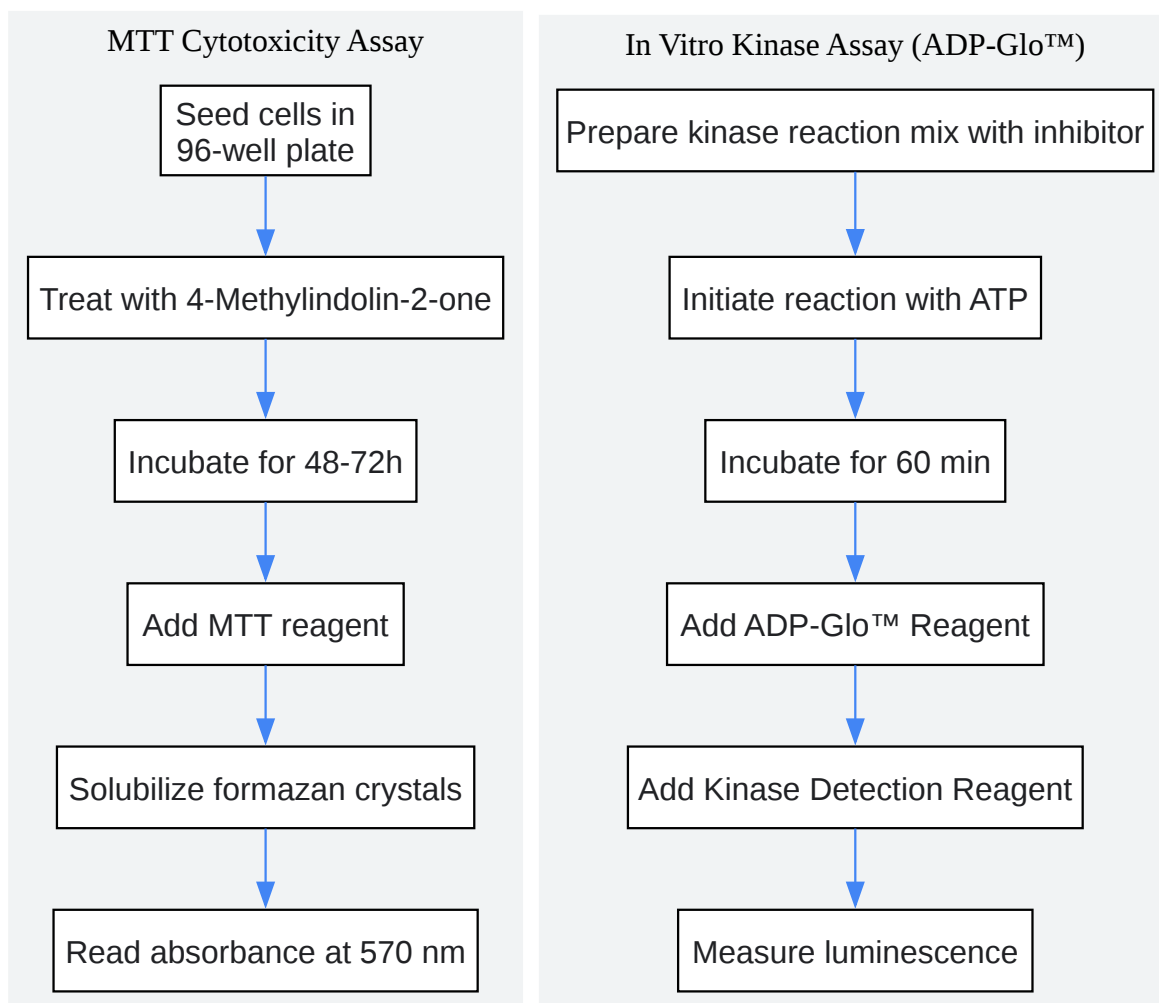 MTT Cytotoxicity Assay
Seed cells in
96-well plate
Treat with 4-Methylindolin-2-one
Incubate for 48-72h
Add MTT reagent
Solubilize formazan crystals
Read absorbance at 570 nm
In Vitro Kinase Assay (ADP-Glo™)
Prepare kinase reaction mix with inhibitor
Initiate reaction with ATP
Incubate for 60 min
Add ADP-Glo™ Reagent
Add Kinase Detection Reagent
Measure luminescence